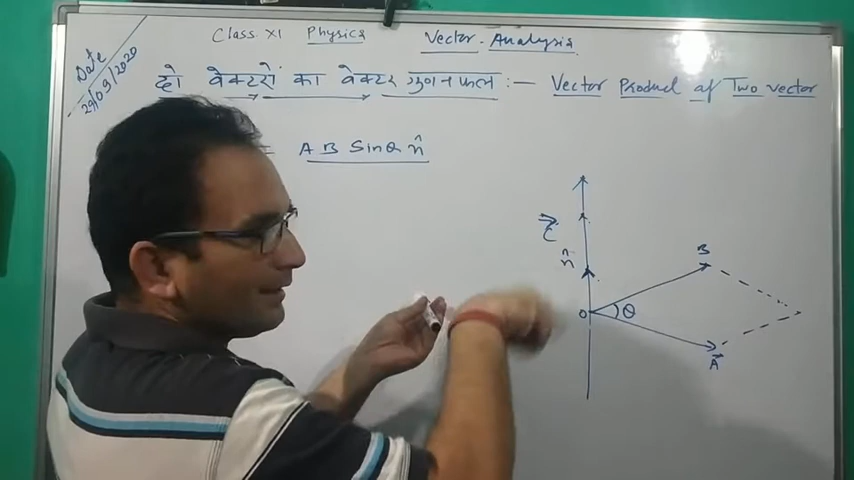 Class XI Physics Vector Analysis
Date 29/09/2020
दो वेक्टरों का वेक्टर गुणनफल :— Vector Product of Two vector
= A B Sinθ n̂
C⃗
n̂
B
O θ
A⃗